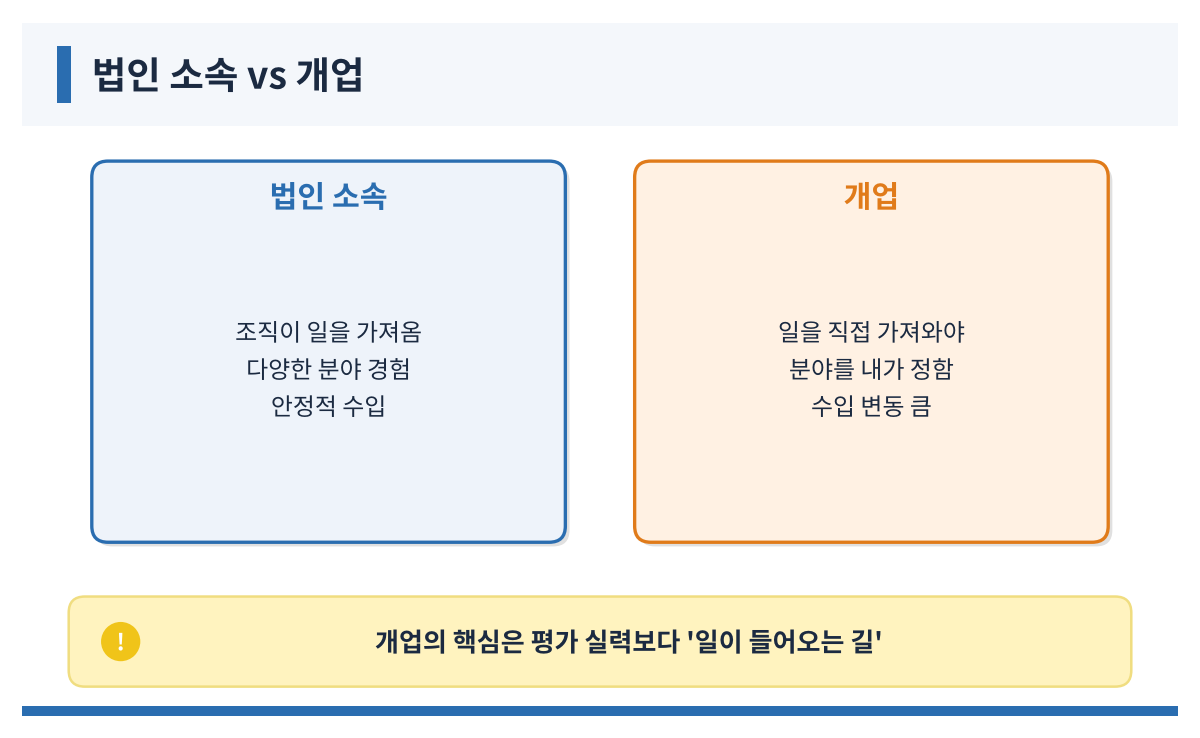 법인 소속 vs 개업
법인 소속
조직이 일을 가져옴
다양한 분야 경험
안정적 수입
개업
일을 직접 가져와야
분야를 내가 정함
수입 변동 큼
!
개업의 핵심은 평가 실력보다 '일이 들어오는 길'